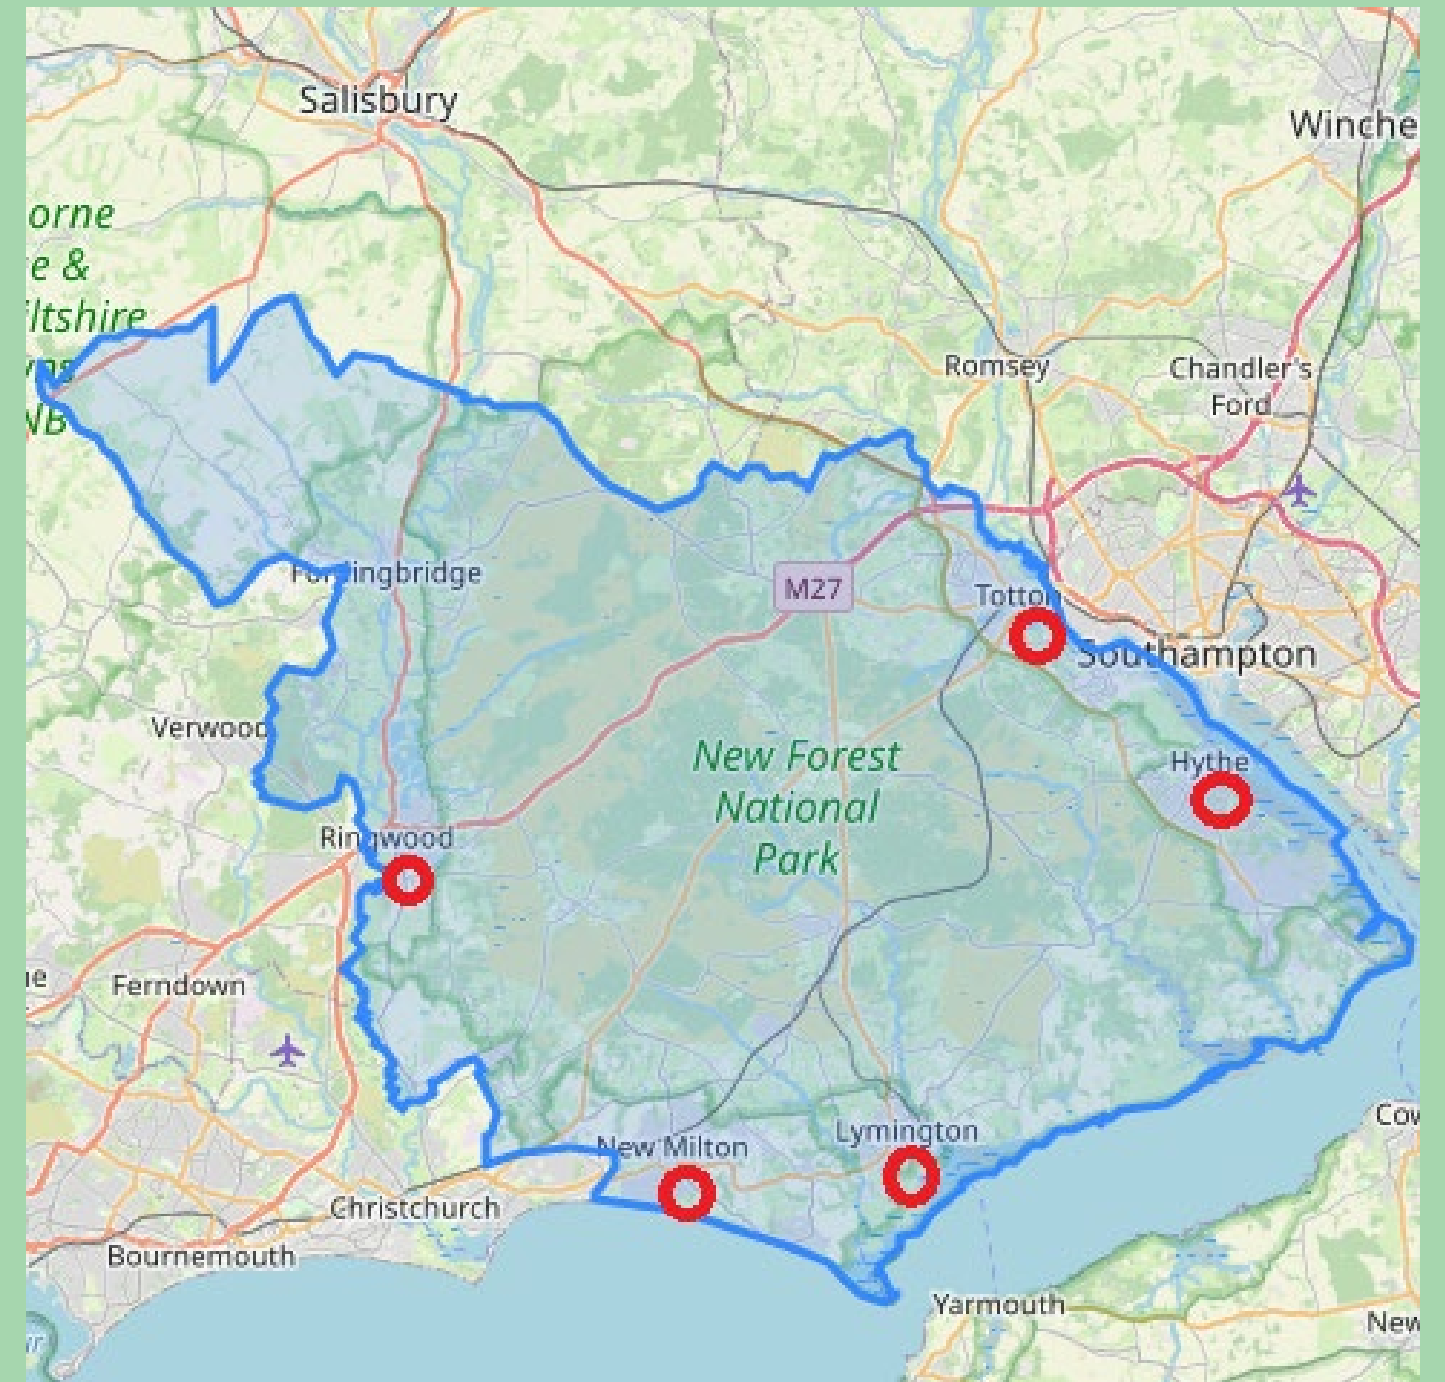 Salisbury
Winche
orne
e &
iltshire
wns
NB
Romsey
Chandler's
Ford
Fordingbridge
M27
Totton
Southampton
Verwood
New Forest
National
Park
Hythe
Ringwood
Ferndown
New Milton
Lymington
Cow
Christchurch
Bournemouth
Yarmouth
New